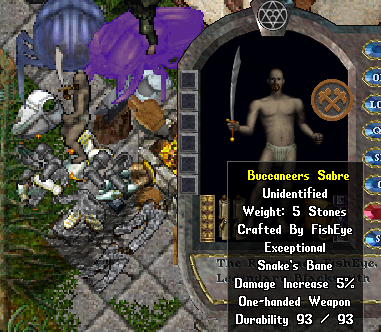 Buccaneers Sabre
Unidentified
Weight: 5 Stones
Crafted By FishEye
Exceptional
Snake's Bane
Damage Increase 5%
One-handed Weapon
Durability 93 / 93